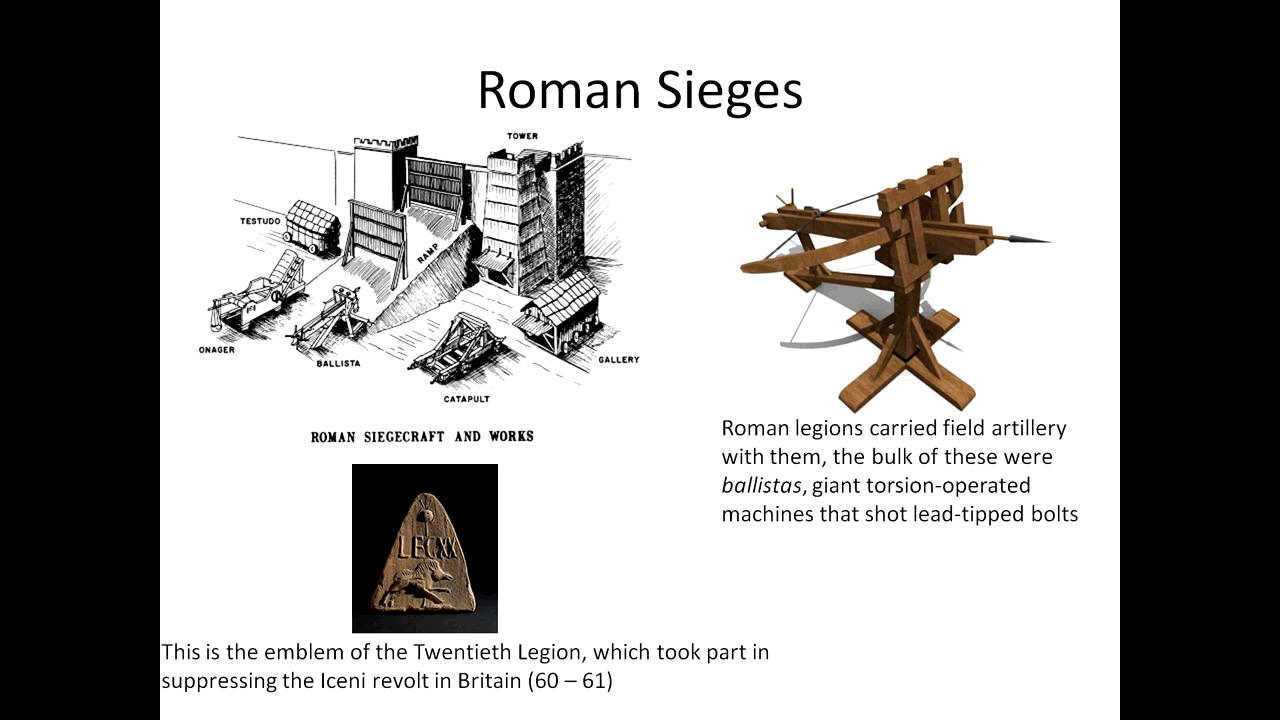 Roman Sieges
TOWER
TESTUDO
RAMP
ONAGER
BALLISTA
GALLERY
CATAPULT
ROMAN SIEGECRAFT AND WORKS
Roman legions carried field artillery
with them, the bulk of these were
ballistas, giant torsion-operated
machines that shot lead-tipped bolts
LEGXX
This is the emblem of the Twentieth Legion, which took part in
suppressing the Iceni revolt in Britain (60 – 61)